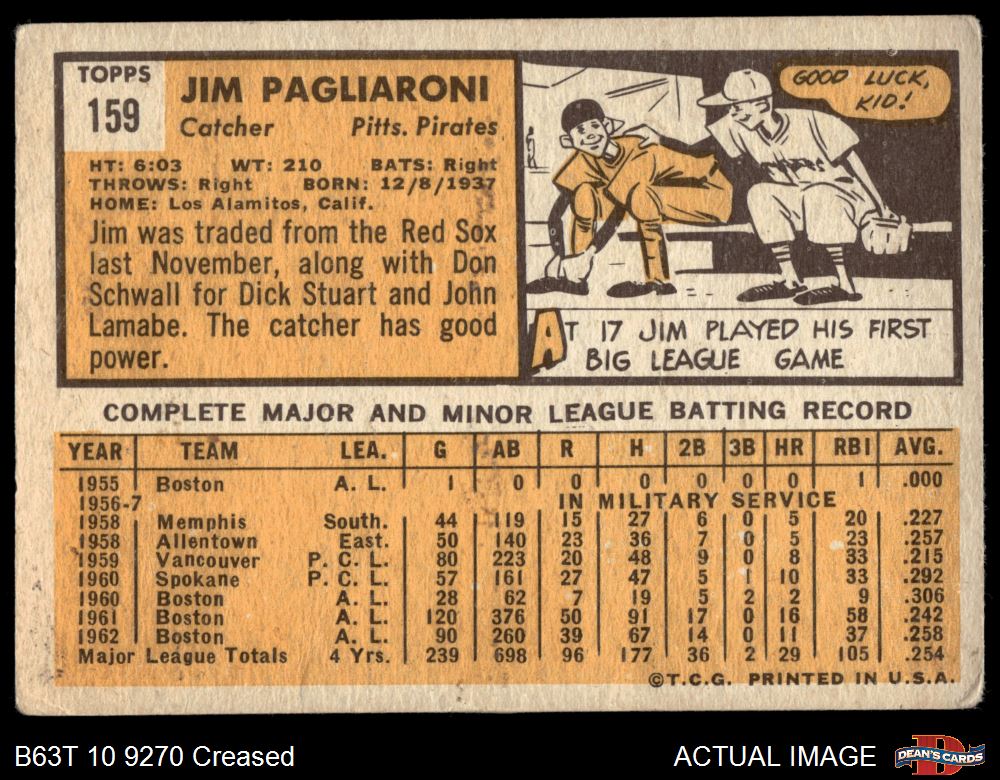 TOPPS
159
JIM PAGLIARONI
Catcher Pitts. Pirates
HT: 6:03 WT: 210 BATS: Right
THROWS: Right BORN: 12/8/1937
HOME: Los Alamitos, Calif.
Jim was traded from the Red Sox
last November, along with Don
Schwall for Dick Stuart and John
Lamabe. The catcher has good
power.
GOOD LUCK,
KID!
AT 17 JIM PLAYED HIS FIRST
BIG LEAGUE GAME
COMPLETE MAJOR AND MINOR LEAGUE BATTING RECORD
YEAR TEAM LEA. G AB R H 2B 3B HR RBI AVG.
1955 Boston A. L. 1 0 0 0 0 0 0 1 .000
1956-7 IN MILITARY SERVICE
1958 Memphis South. 44 119 15 27 6 0 5 20 .227
1958 Allentown East. 50 140 23 36 7 0 5 23 .257
1959 Vancouver P. C. L. 80 223 20 48 9 0 8 33 .215
1960 Spokane P. C. L. 57 161 27 47 5 1 10 33 .292
1960 Boston A. L. 28 62 7 19 5 2 2 9 .306
1961 Boston A. L. 120 376 50 91 17 0 16 58 .242
1962 Boston A. L. 90 260 39 67 14 0 11 37 .258
Major League Totals 4 Yrs. 239 698 96 177 36 2 29 105 .254
©T.C.G. PRINTED IN U.S.A.
B63T 10 9270 Creased
ACTUAL IMAGE
DEAN'S CARDS